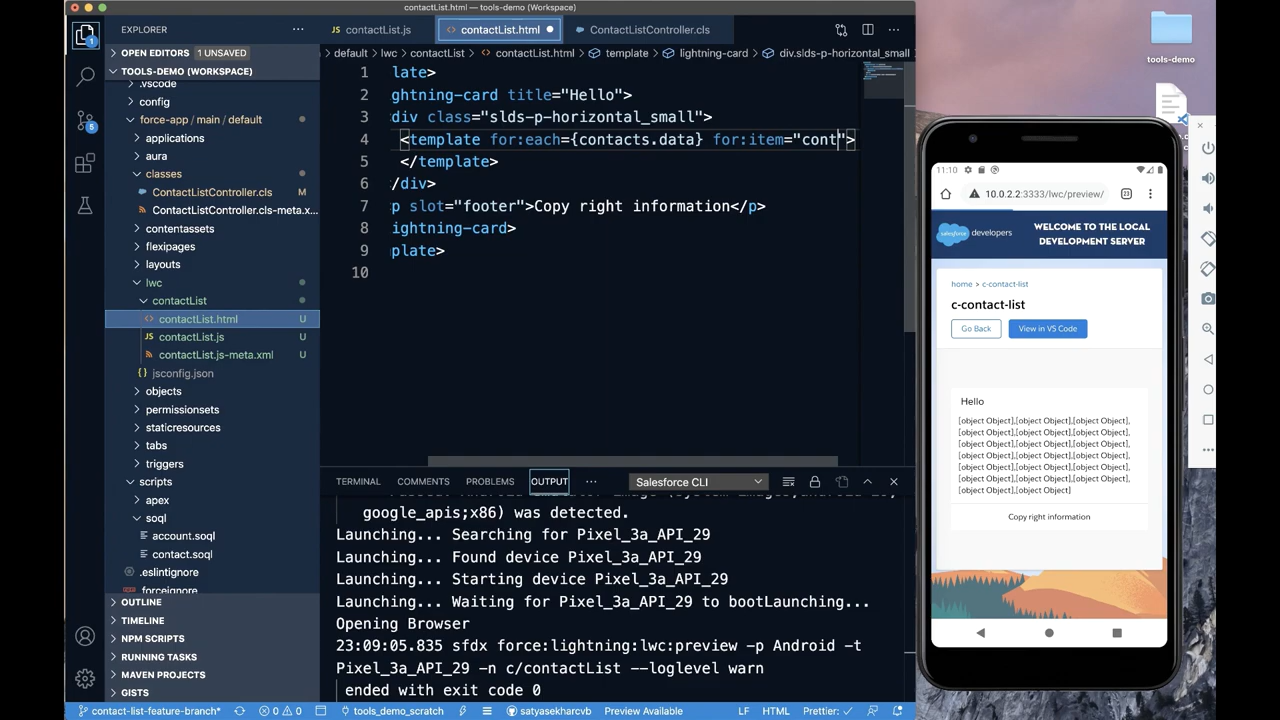 contactList.html — tools-demo (Workspace)
EXPLORER
OPEN EDITORS 1 UNSAVED
TOOLS-DEMO (WORKSPACE)
.vscode
config
force-app / main / default
applications
aura
classes
ContactListController.cls M
ContactListController.cls-meta.x...
contentassets
flexipages
layouts
lwc
contactList
contactList.html U
contactList.js U
contactList.js-meta.xml U
jsconfig.json
objects
permissionsets
staticresources
tabs
triggers
scripts
apex
soql
account.soql
contact.soql
.eslintignore
.forceignore
OUTLINE
TIMELINE
NPM SCRIPTS
RUNNING TASKS
MAVEN PROJECTS
GISTS
1
5
contactList.js contactList.html ContactListController.cls
default > lwc > contactList > contactList.html > template > lightning-card > div.slds-p-horizontal_small
1 late>
2 ghtning-card title="Hello">
3 div class="slds-p-horizontal_small">
4 <template for:each={contacts.data} for:item="cont">
5 </template>
6 /div>
7 p slot="footer">Copy right information</p>
8 ightning-card>
9 plate>
10
TERMINAL COMMENTS PROBLEMS OUTPUT ... Salesforce CLI
google_apis;x86) was detected.
Launching... Searching for Pixel_3a_API_29
Launching... Found device Pixel_3a_API_29
Launching... Starting device Pixel_3a_API_29
Launching... Waiting for Pixel_3a_API_29 to bootLaunching...
Opening Browser
23:09:05.835 sfdx force:lightning:lwc:preview -p Android -t
Pixel_3a_API_29 -n c/contactList --loglevel warn
ended with exit code 0
contact-list-feature-branch* 0 0 tools_demo_scratch satyasekharcvb Preview Available LF HTML Prettier: ✓
tools-demo
11:10
10.0.2.2:3333/lwc/preview/ 23
salesforce developers
WELCOME TO THE LOCAL
DEVELOPMENT SERVER
home > c-contact-list
c-contact-list
Go Back View in VS Code
Hello
[object Object],[object Object],[object Object],
[object Object],[object Object],[object Object],
[object Object],[object Object],[object Object],
[object Object],[object Object],[object Object],
[object Object],[object Object],[object Object],
[object Object],[object Object],[object Object],
[object Object],[object Object]
Copy right information